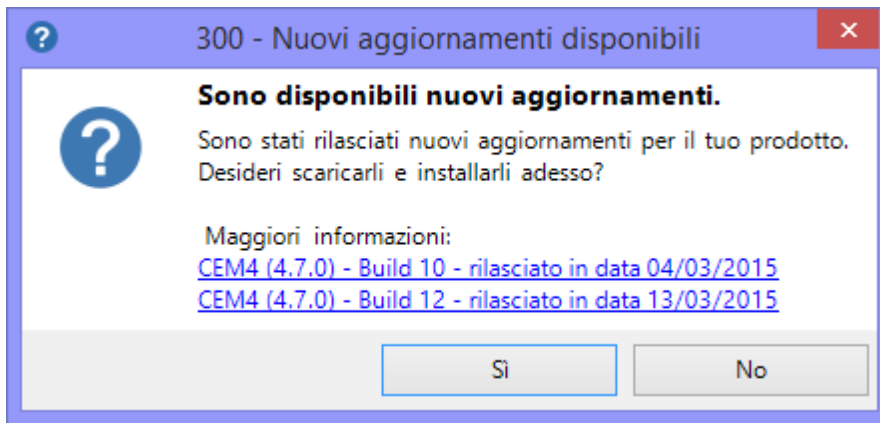 300 - Nuovi aggiornamenti disponibili
Sono disponibili nuovi aggiornamenti.
Sono stati rilasciati nuovi aggiornamenti per il tuo prodotto.
Desideri scaricarli e installarli adesso?
Maggiori informazioni:
CEM4 (4.7.0) - Build 10 - rilasciato in data 04/03/2015
CEM4 (4.7.0) - Build 12 - rilasciato in data 13/03/2015
Sì
No